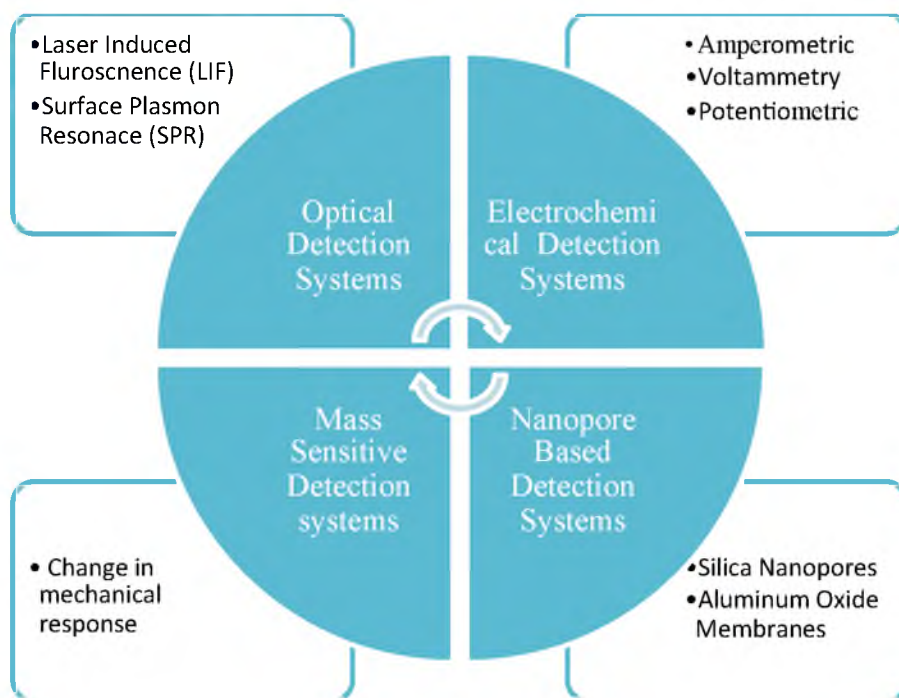 •Laser Induced
Fluroscnence (LIF)
•Surface Plasmon
Resonace (SPR)
• Amperometric
•Voltammetry
•Potentiometric
Optical
Detection
Systems
Electrochemi
cal Detection
Systems
Mass
Sensitive
Detection
systems
Nanopore
Based
Detection
Systems
• Change in
mechanical
response
•Silica Nanopores
•Aluminum Oxide
Membranes